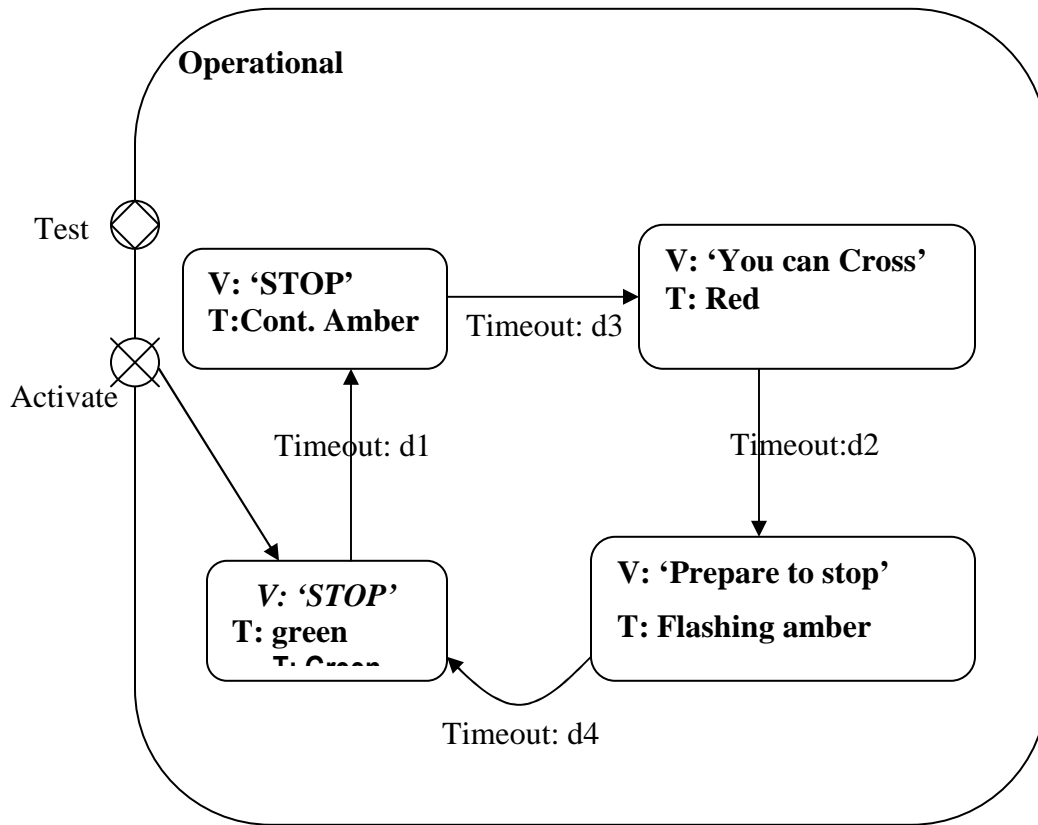 Operational
Test
V: ‘STOP’
T:Cont. Amber
Timeout: d3
V: ‘You can Cross’
T: Red
Activate
Timeout: d1
Timeout:d2
V: ‘STOP’
T: green
T: Green
V: ‘Prepare to stop’
T: Flashing amber
Timeout: d4